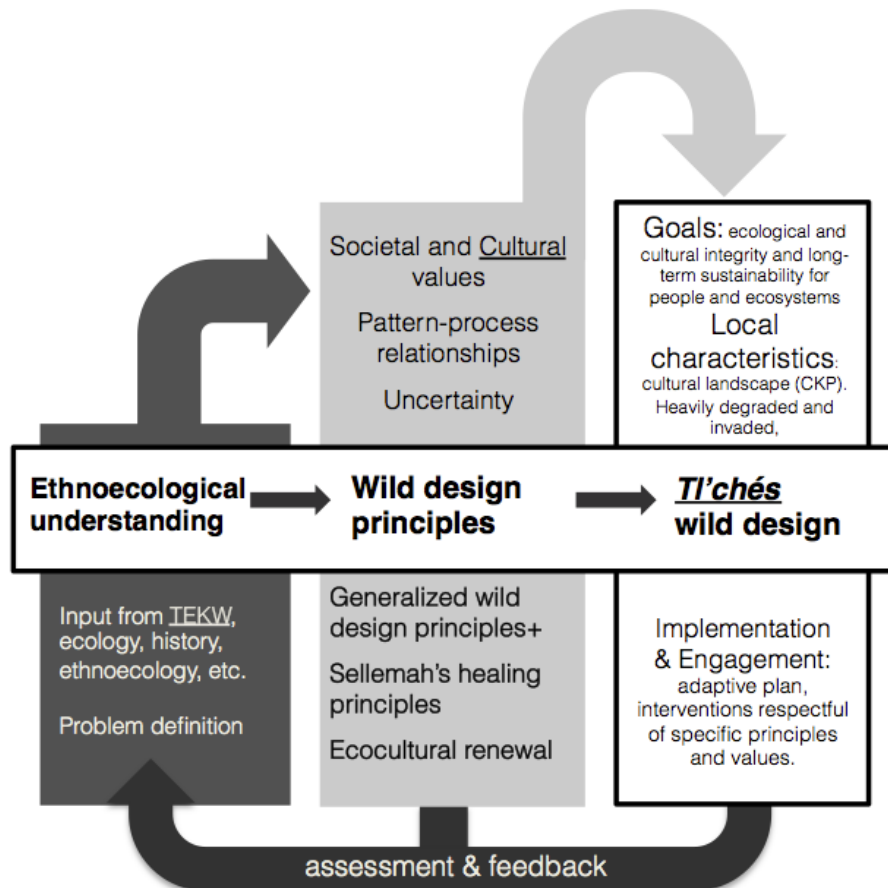 Societal and Cultural
values
Pattern-process
relationships
Uncertainty
Goals: ecological and
cultural integrity and long-
term sustainability for
people and ecosystems
Local
characteristics:
cultural landscape (CKP).
Heavily degraded and
invaded,
Ethnoecological
understanding
Wild design
principles
Tl'chés
wild design
Input from TEKW,
ecology, history,
ethnoecology, etc.
Problem definition
Generalized wild
design principles+
Sellemah's healing
principles
Ecocultural renewal
Implementation
& Engagement:
adaptive plan,
interventions respectful
of specific principles
and values.
assessment & feedback